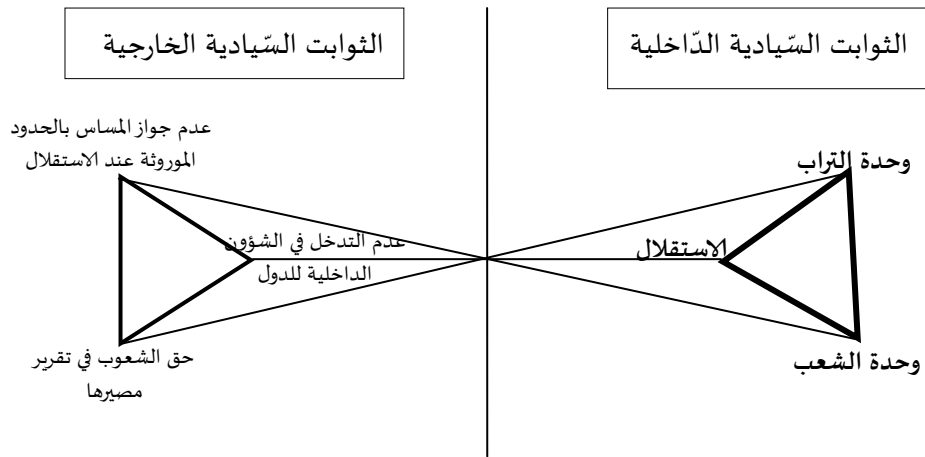 الثوابت السّيادية الدّاخلية
الثوابت السّيادية الخارجية
وحدة التراب
الاستقلال
وحدة الشعب
عدم جواز المساس بالحدود
الموروثة عند الاستقلال
عدم التدخل في الشؤون
الداخلية للدول
حق الشعوب في تقرير
مصيرها